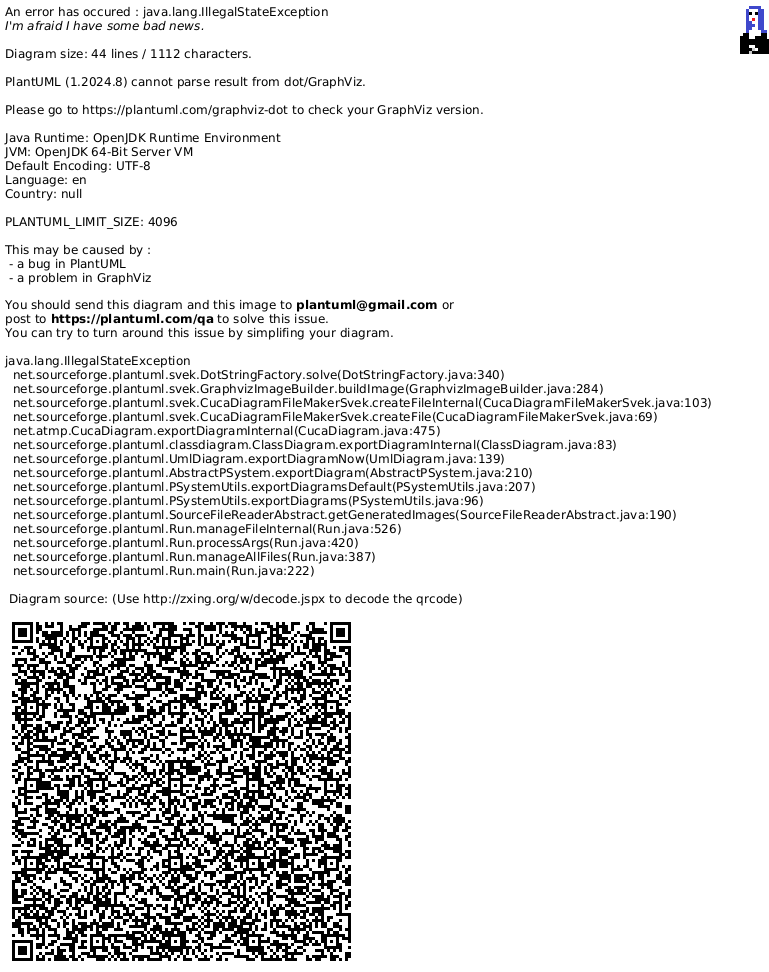 An error has occured : java.lang.IllegalStateException
I'm afraid I have some bad news.
Diagram size: 44 lines / 1112 characters.
PlantUML (1.2024.8) cannot parse result from dot/GraphViz.
Please go to https://plantuml.com/graphviz-dot to check your GraphViz version.
Java Runtime: OpenJDK Runtime Environment
JVM: OpenJDK 64-Bit Server VM
Default Encoding: UTF-8
Language: en
Country: null
PLANTUML_LIMIT_SIZE: 4096
This may be caused by :
- a bug in PlantUML
- a problem in GraphViz
You should send this diagram and this image to plantuml@gmail.com or
post to https://plantuml.com/qa to solve this issue.
You can try to turn around this issue by simplifing your diagram.
java.lang.IllegalStateException
net.sourceforge.plantuml.svek.DotStringFactory.solve(DotStringFactory.java:340)
net.sourceforge.plantuml.svek.GraphvizImageBuilder.buildImage(GraphvizImageBuilder.java:284)
net.sourceforge.plantuml.svek.CucaDiagramFileMakerSvek.createFileInternal(CucaDiagramFileMakerSvek.java:103)
net.sourceforge.plantuml.svek.CucaDiagramFileMakerSvek.createFile(CucaDiagramFileMakerSvek.java:69)
net.atmp.CucaDiagram.exportDiagramInternal(CucaDiagram.java:475)
net.sourceforge.plantuml.classdiagram.ClassDiagram.exportDiagramInternal(ClassDiagram.java:83)
net.sourceforge.plantuml.UmlDiagram.exportDiagramNow(UmlDiagram.java:139)
net.sourceforge.plantuml.AbstractPSystem.exportDiagram(AbstractPSystem.java:210)
net.sourceforge.plantuml.PSystemUtils.exportDiagramsDefault(PSystemUtils.java:207)
net.sourceforge.plantuml.PSystemUtils.exportDiagrams(PSystemUtils.java:96)
net.sourceforge.plantuml.SourceFileReaderAbstract.getGeneratedImages(SourceFileReaderAbstract.java:190)
net.sourceforge.plantuml.Run.manageFileInternal(Run.java:526)
net.sourceforge.plantuml.Run.processArgs(Run.java:420)
net.sourceforge.plantuml.Run.manageAllFiles(Run.java:387)
net.sourceforge.plantuml.Run.main(Run.java:222)
Diagram source: (Use http://zxing.org/w/decode.jspx to decode the qrcode)